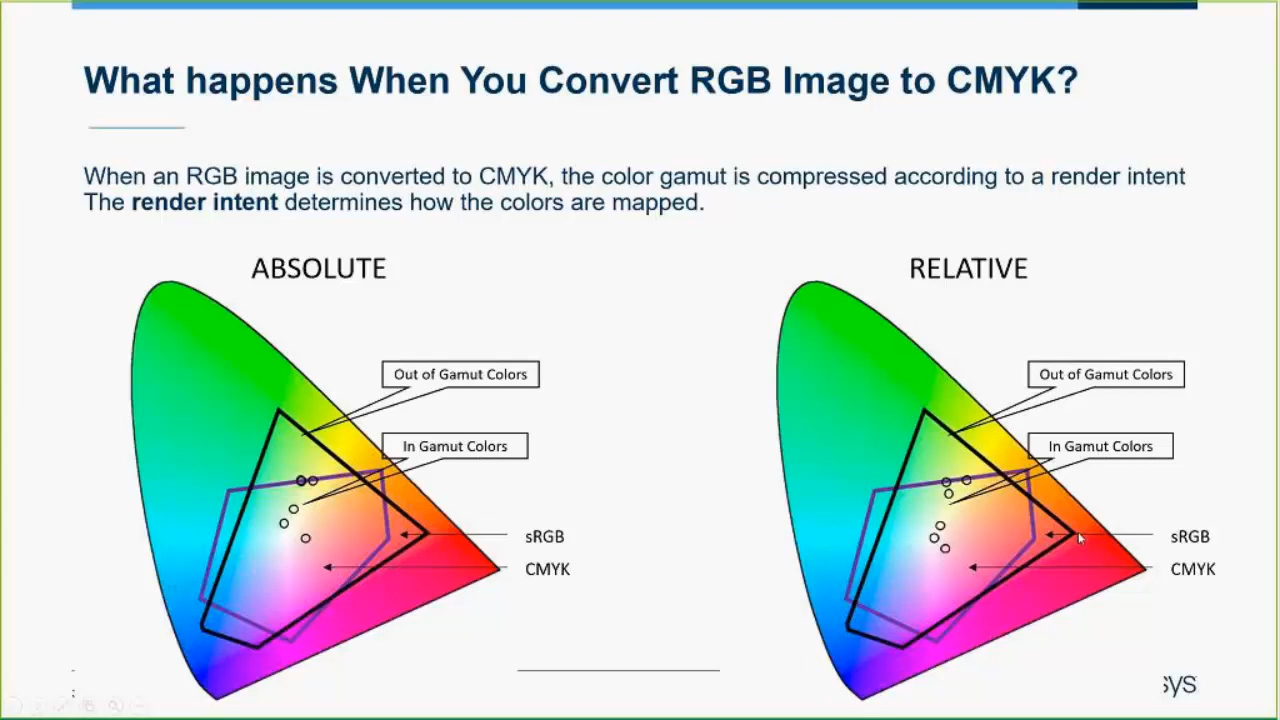 What happens When You Convert RGB Image to CMYK?
When an RGB image is converted to CMYK, the color gamut is compressed according to a render intent
The render intent determines how the colors are mapped.
ABSOLUTE
Out of Gamut Colors
In Gamut Colors
sRGB
CMYK
RELATIVE
Out of Gamut Colors
In Gamut Colors
sRGB
CMYK